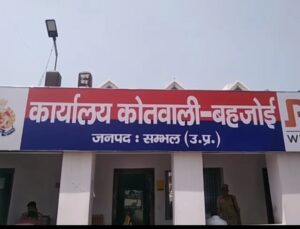 कार्यालय कोतवाली-बहजोई
जनपद : सम्भल (उ.प्र.)